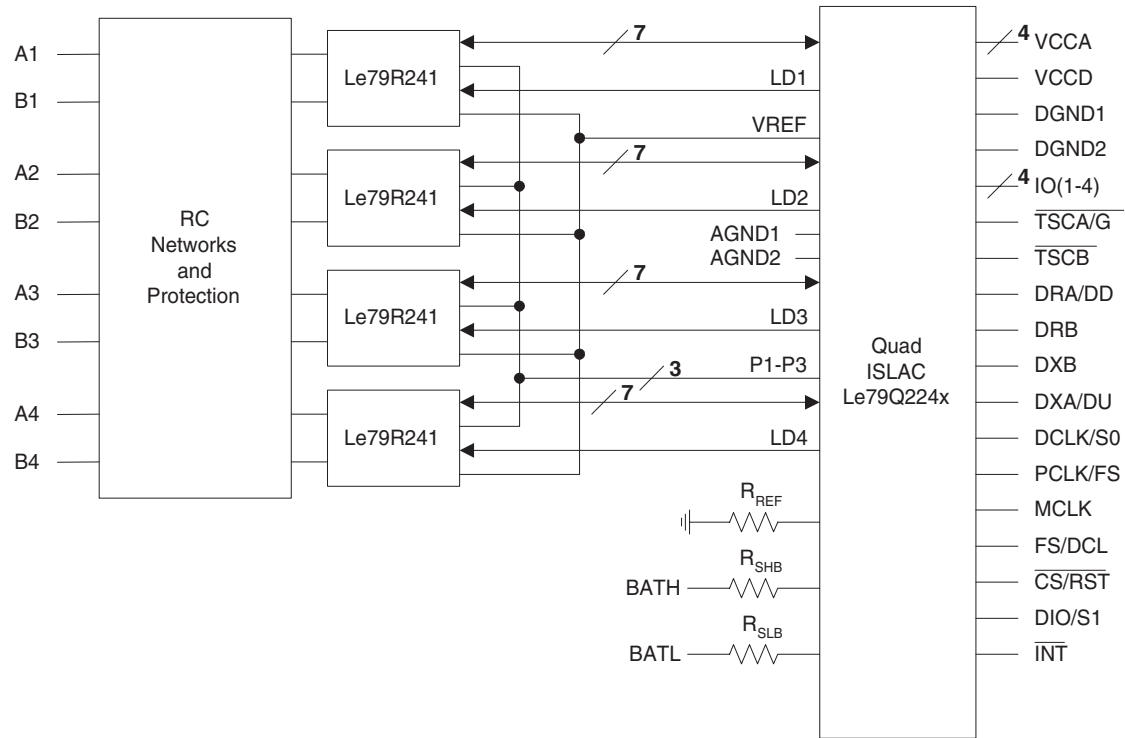 A1
B1
A2
B2
A3
B3
A4
B4
RC
Networks
and
Protection
Le79R241
Le79R241
Le79R241
Le79R241
7
LD1
VREF
7
LD2
AGND1
AGND2
7
LD3
P1-P3
3
7
LD4
RREF
BATH
RSHB
BATL
RSLB
Quad
ISLAC
Le79Q224x
4
VCCA
VCCD
DGND1
DGND2
4
IO(1-4)
TSCA/G
TSCB
DRA/DD
DRB
DXB
DXA/DU
DCLK/S0
PCLK/FS
MCLK
FS/DCL
CS/RST
DIO/S1
INT